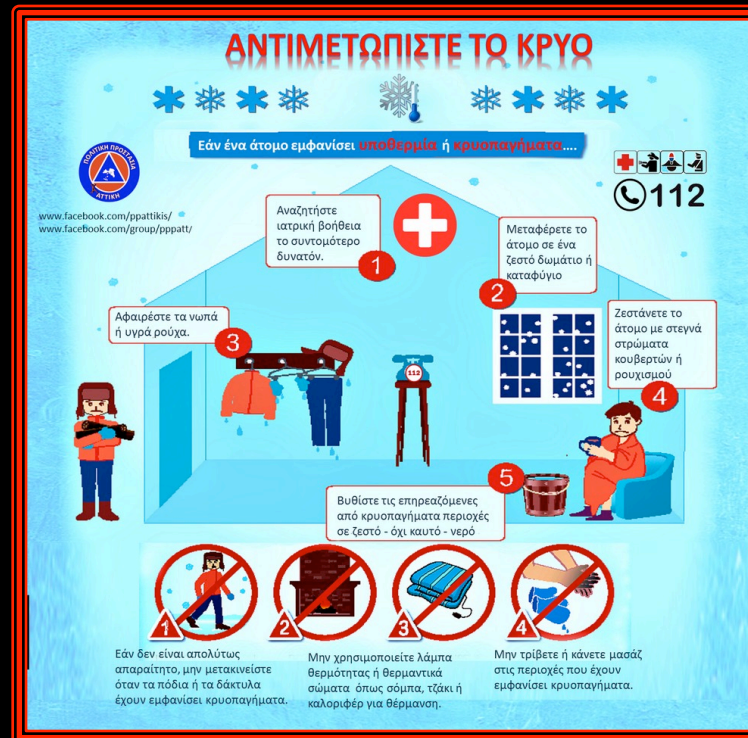 ΑΝΤΙΜΕΤΩΠΙΣΤΕ ΤΟ ΚΡΥΟ
Εάν ένα άτομο εμφανίσει υποθερμία ή κρυοπαγήματα....
ΠΟΛΙΤΙΚΗ ΠΡΟΣΤΑΣΙΑ
ΑΤΤΙΚΗ
www.facebook.com/ppattikis/
www.facebook.com/group/pppatt/
112
Αναζητήστε
ιατρική βοήθεια
το συντομότερο
δυνατόν.
1
Μεταφέρετε το
άτομο σε ένα
ζεστό δωμάτιο ή
καταφύγιο
2
Αφαιρέστε τα νωπά
ή υγρά ρούχα.
3
Ζεστάνετε το
άτομο με στεγνά
στρώματα
κουβερτών ή
ρουχισμού
4
112
5
Βυθίστε τις επηρεαζόμενες
από κρυοπαγήματα περιοχές
σε ζεστό - όχι καυτό - νερό
1
Εάν δεν είναι απολύτως
απαραίτητο, μην μετακινείστε
όταν τα πόδια ή τα δάκτυλα
έχουν εμφανίσει κρυοπαγήματα.
2
Μην χρησιμοποιείτε λάμπα
θερμότητας ή θερμαντικά
σώματα όπως σόμπα, τζάκι ή
καλοριφέρ για θέρμανση.
3
4
Μην τρίβετε ή κάνετε μασάζ
στις περιοχές που έχουν
εμφανίσει κρυοπαγήματα.